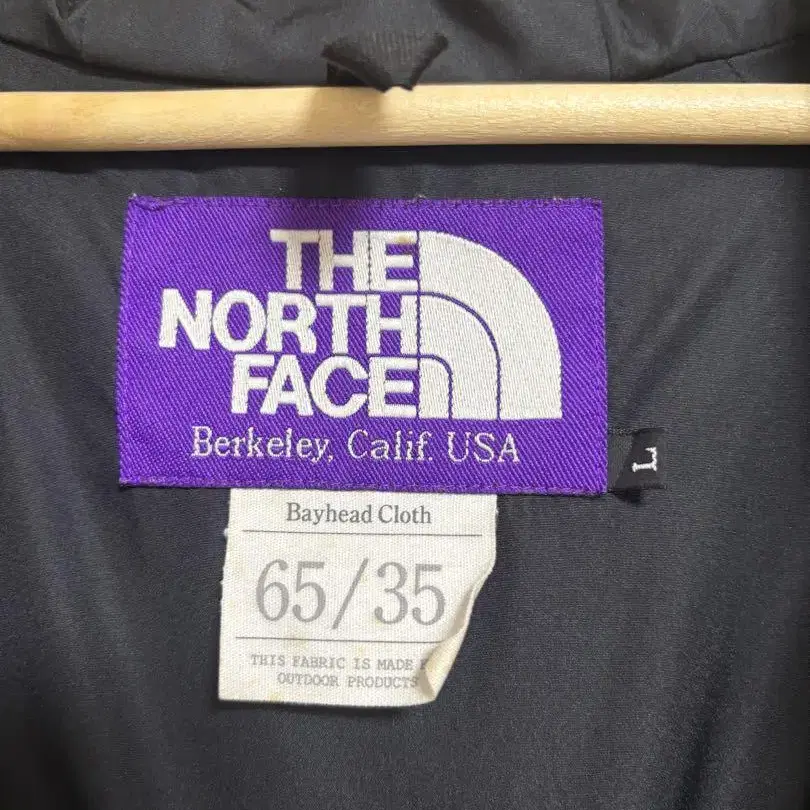 THE
NORTH
FACE
Berkeley, Calif. USA
L
Bayhead Cloth
65/35
THIS FABRIC IS MADE
OUTDOOR PRODUCTS